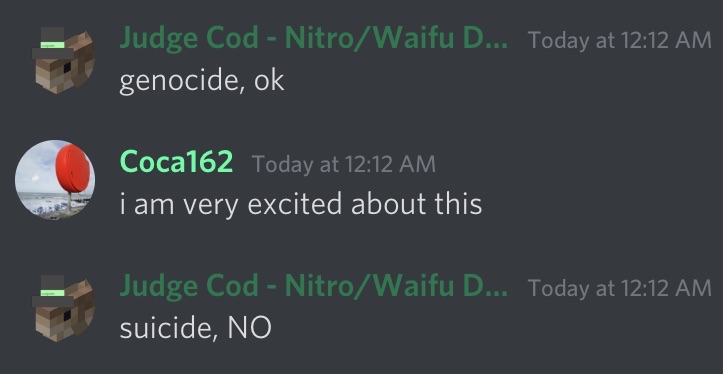 Judge Cod - Nitro/Waifu D... Today at 12:12 AM
genocide, ok
Coca162 Today at 12:12 AM
i am very excited about this
Judge Cod - Nitro/Waifu D... Today at 12:12 AM
suicide, NO